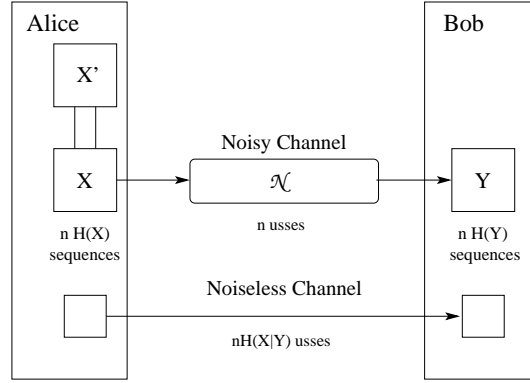 Alice
Bob
X'
Noisy Channel
X
N
Y
n H(X)
sequences
n usses
n H(Y)
sequences
Noiseless Channel
nH(X|Y) usses